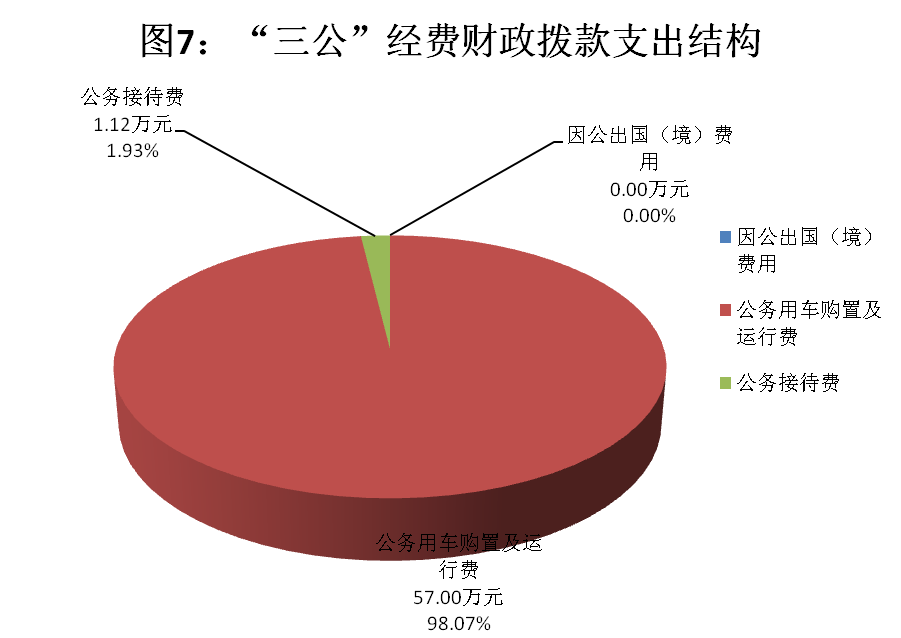 图7：“三公”经费财政拨款支出结构
公务接待费
1.12万元
1.93%
因公出国（境）费
用
0.00万元
0.00%
因公出国（境）
费用
公务用车购置及
运行费
公务接待费
公务用车购置及运
行费
57.00万元
98.07%